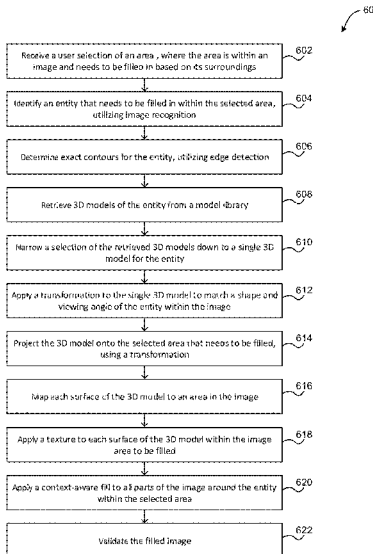 60
Receive a user selection of an area , where the area is within an
image and needs to be filled in based on its surroundings
602
Identify an entity that needs to be filled in within the selected area,
utilizing image recognition
604
Determine exact contours for the entity, utilizing edge detection
606
Retrieve 3D models of the entity from a model library
608
Narrow a selection of the retrieved 3D models down to a single 3D
model for the entity
610
Apply a transformation to the single 3D model to match a shape and
viewing angle of the entity within the image
612
Project the 3D model onto the selected area that needs to be filled,
using a transformation
614
Map each surface of the 3D model to an area in the image
616
Apply a texture to each surface of the 3D model within the image
area to be filled
618
Apply a context-aware fill to all parts of the image around the entity
within the selected area
620
Validate the filled image
622